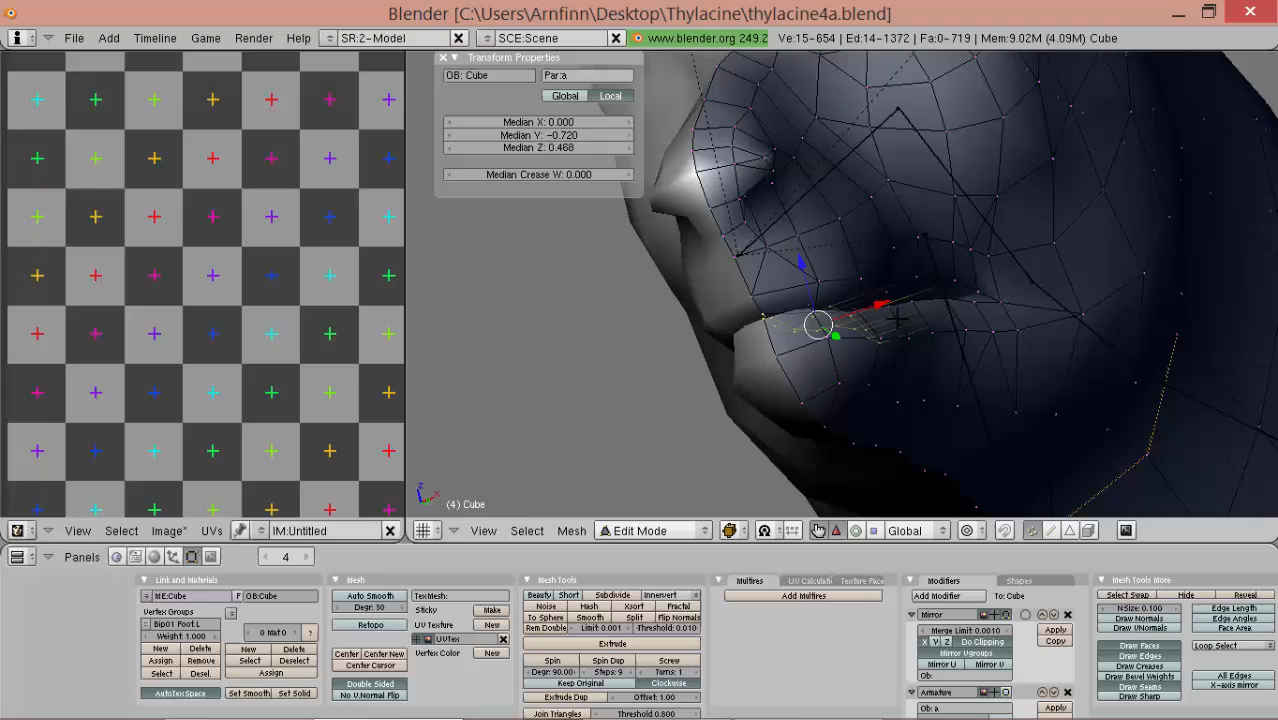 Blender [C:\Users\Arnfinn\Desktop\Thylacine\thylacine4a.blend]
File Add Timeline Game Render Help SR:2-Model SCE:Scene www.blender.org 249.2 Ve:15-654 | Ed:14-1372 | Fa:0-719 | Mem:9.02M (4.09M) Cube
Transform Properties
OB: Cube Par:a
Global Local
Median X: 0.000
Median Y: -0.720
Median Z: 0.468
Median Crease W: 0.000
(4) Cube
View Select Image* UVs IM:Untitled View Select Mesh Edit Mode Global
Panels 4
Link and Materials Mesh Mesh Tools Multires UV Calculati Texture Face Modifiers Shapes Mesh Tools More
ME:Cube F OB:Cube
Vertex Groups
Bip01 Foot.L
Weight: 1.000 0 Mat 0 ?
New Delete New Delete
Assign Remove Select Deselect
Select Desel. Assign
AutoTexSpace Set Smooth Set Solid
Auto Smooth TexMesh:
Degr: 30 Sticky Make
Retopo UV Texture New
UVTex
Center Center New Vertex Color New
Center Cursor
Double Sided
No V.Normal Flip
Beauty Short Subdivide Innervert
Noise Hash Xsort Fractal
To Sphere Smooth Split Flip Normals
Rem Double Limit: 0.001 Threshold: 0.010
Extrude
Spin Spin Dup Screw
Degr: 90.00 Steps: 9 Turns: 1
Keep Original Clockwise
Extrude Dup Offset: 1.00
Join Triangles Threshold 0.800
Add Multires
Add Modifier To: Cube
Mirror
Merge Limit: 0.0010 Apply
X Y Z Do Clipping Copy
Mirror Vgroups
Mirror U Mirror V
Ob:
Armature
Ob: a Apply
Select Swap Hide Reveal
NSize: 0.100 Edge Length
Draw Normals Edge Angles
Draw VNormals Face Area
Draw Faces Loop Select
Draw Edges
Draw Creases
Draw Bevel Weights All Edges
Draw Seams X-axis mirror
Draw Sharp